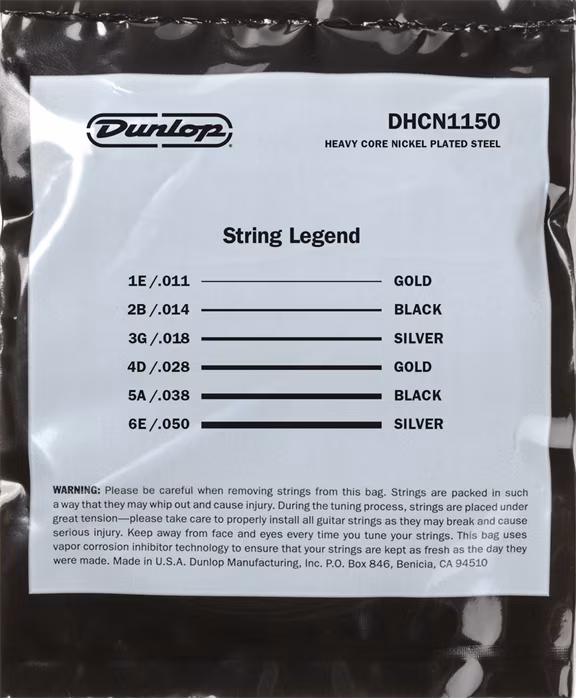 Dunlop
DHCN1150
HEAVY CORE NICKEL PLATED STEEL
String Legend
1E/.011 GOLD
2B/.014 BLACK
3G/.018 SILVER
4D/.028 GOLD
5A/.038 BLACK
6E/.050 SILVER
WARNING: Please be careful when removing strings from this bag. Strings are packed in such
a way that they may whip out and cause injury. During the tuning process, strings are placed under
great tension—please take care to properly install all guitar strings as they may break and cause
serious injury. Keep away from face and eyes every time you tune your strings. This bag uses
vapor corrosion inhibitor technology to ensure that your strings are kept as fresh as the day they
were made. Made in U.S.A. Dunlop Manufacturing, Inc. P.O. Box 846, Benicia, CA 94510